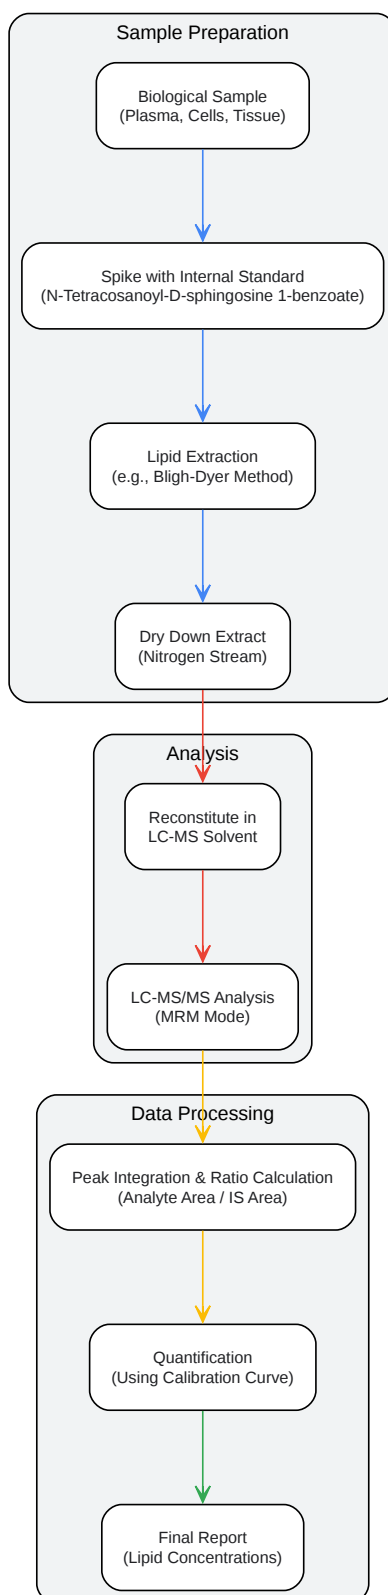 Sample Preparation
Biological Sample
(Plasma, Cells, Tissue)
Spike with Internal Standard
(N-Tetracosanoyl-D-sphingosine 1-benzoate)
Lipid Extraction
(e.g., Bligh-Dyer Method)
Dry Down Extract
(Nitrogen Stream)
Analysis
Reconstitute in
LC-MS Solvent
LC-MS/MS Analysis
(MRM Mode)
Data Processing
Peak Integration & Ratio Calculation
(Analyte Area / IS Area)
Quantification
(Using Calibration Curve)
Final Report
(Lipid Concentrations)